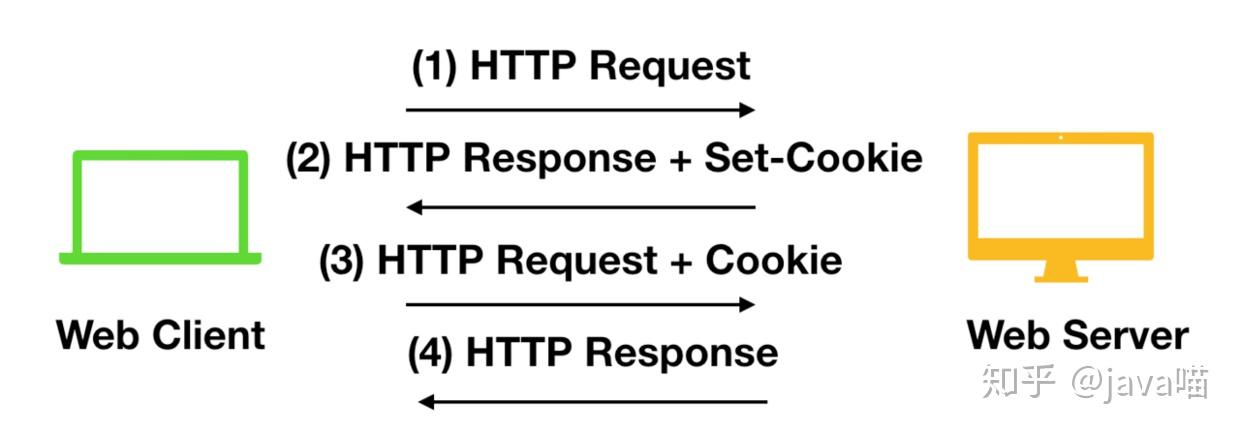 (1) HTTP Request
(2) HTTP Response + Set-Cookie
(3) HTTP Request + Cookie
(4) HTTP Response
Web Client
Web Server
知乎 @java喵